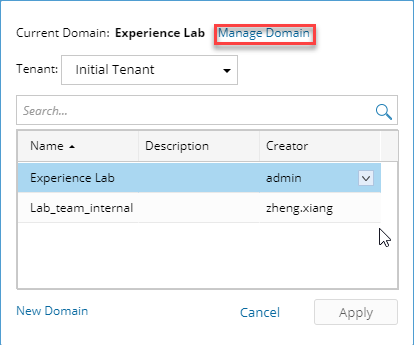 Current Domain: Experience Lab Manage Domain
Tenant: Initial Tenant
Search...
Name Description Creator
Experience Lab admin
Lab_team_internal zheng.xiang
New Domain Cancel Apply